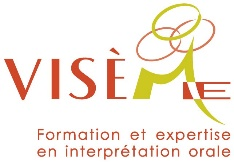 VISÈME
Formation et expertise
en interprétation orale